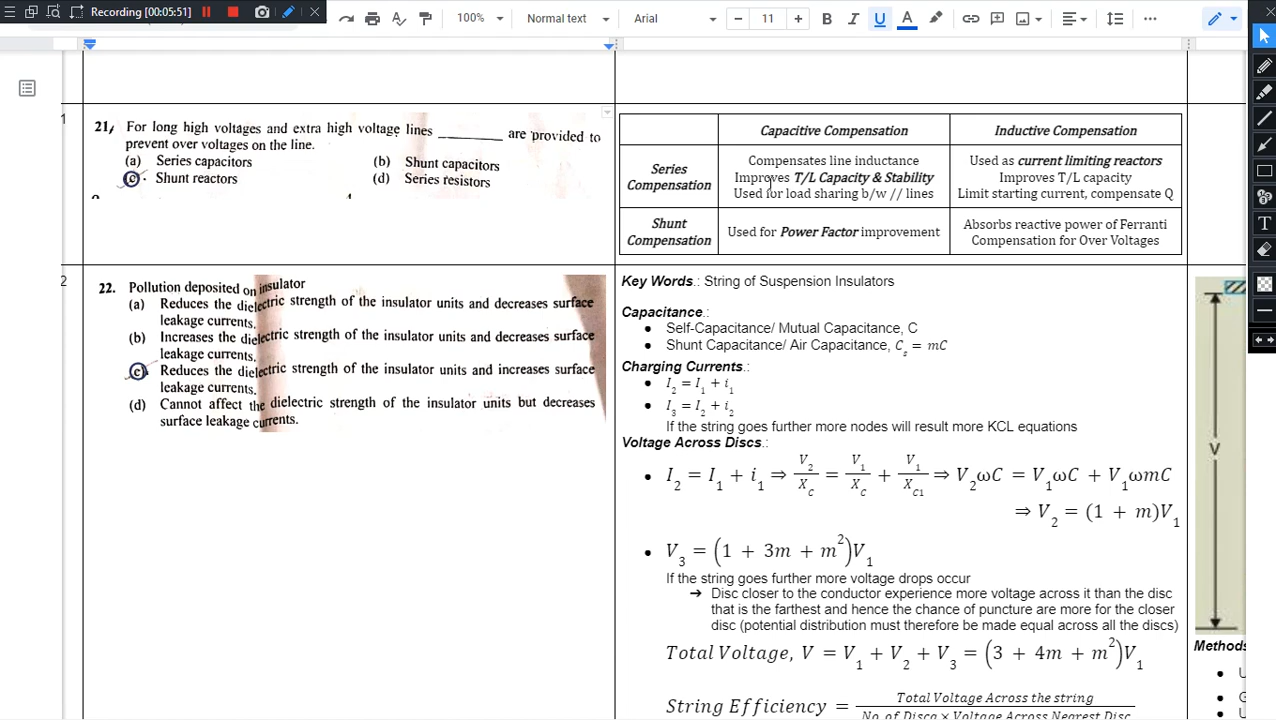 Recording [00:05:51]
100% Normal text Arial 11 B I U A
1
21, For long high voltages and extra high voltage lines ________ are provided to
prevent over voltages on the line.
(a) Series capacitors (b) Shunt capacitors
(c) Shunt reactors (d) Series resistors
Capacitive Compensation Inductive Compensation
Series Compensation
Compensates line inductance
Improves T/L Capacity & Stability
Used for load sharing b/w // lines
Used as current limiting reactors
Improves T/L capacity
Limit starting current, compensate Q
Shunt Compensation
Used for Power Factor improvement
Absorbs reactive power of Ferranti
Compensation for Over Voltages
2
22. Pollution deposited on insulator
(a) Reduces the dielectric strength of the insulator units and decreases surface
leakage currents.
(b) Increases the dielectric strength of the insulator units and decreases surface
leakage currents.
(c) Reduces the dielectric strength of the insulator units and increases surface
leakage currents.
(d) Cannot affect the dielectric strength of the insulator units but decreases
surface leakage currents.
Key Words.: String of Suspension Insulators
Capacitance.:
● Self-Capacitance/ Mutual Capacitance, C
● Shunt Capacitance/ Air Capacitance, C_s = mC
Charging Currents.:
● I_2 = I_1 + i_1
● I_3 = I_2 + i_2
If the string goes further more nodes will result more KCL equations
Voltage Across Discs.:
● I_2 = I_1 + i_1 ⇒ V_2/X_C = V_1/X_C + V_1/X_C1 ⇒ V_2ωC = V_1ωC + V_1ωmC
⇒ V_2 = (1 + m)V_1
● V_3 = (1 + 3m + m^2)V_1
If the string goes further more voltage drops occur
➔ Disc closer to the conductor experience more voltage across it than the disc
that is the farthest and hence the chance of puncture are more for the closer
disc (potential distribution must therefore be made equal across all the discs)
Total Voltage, V = V_1 + V_2 + V_3 = (3 + 4m + m^2)V_1
String Efficiency = Total Voltage Across the string
No. of Discs × Voltage Across Nearest Disc
V
Methods
● U